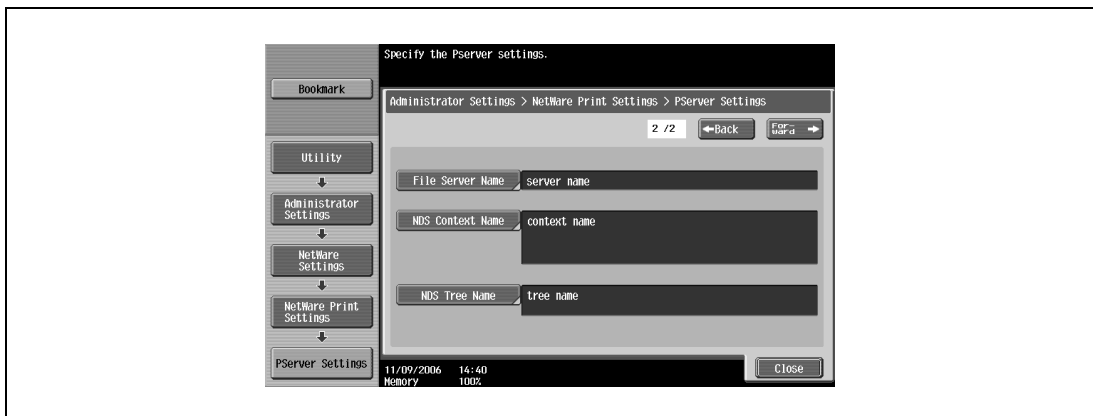 Specify the Pserver settings.
Bookmark
Administrator Settings > NetWare Print Settings > PServer Settings
2 /2
←Back
For-
ward →
Utility
File Server Name
server name
Administrator
Settings
NDS Context Name
context name
NetWare
Settings
NDS Tree Name
tree name
NetWare Print
Settings
PServer Settings
11/09/2006 14:40
Memory 100%
Close